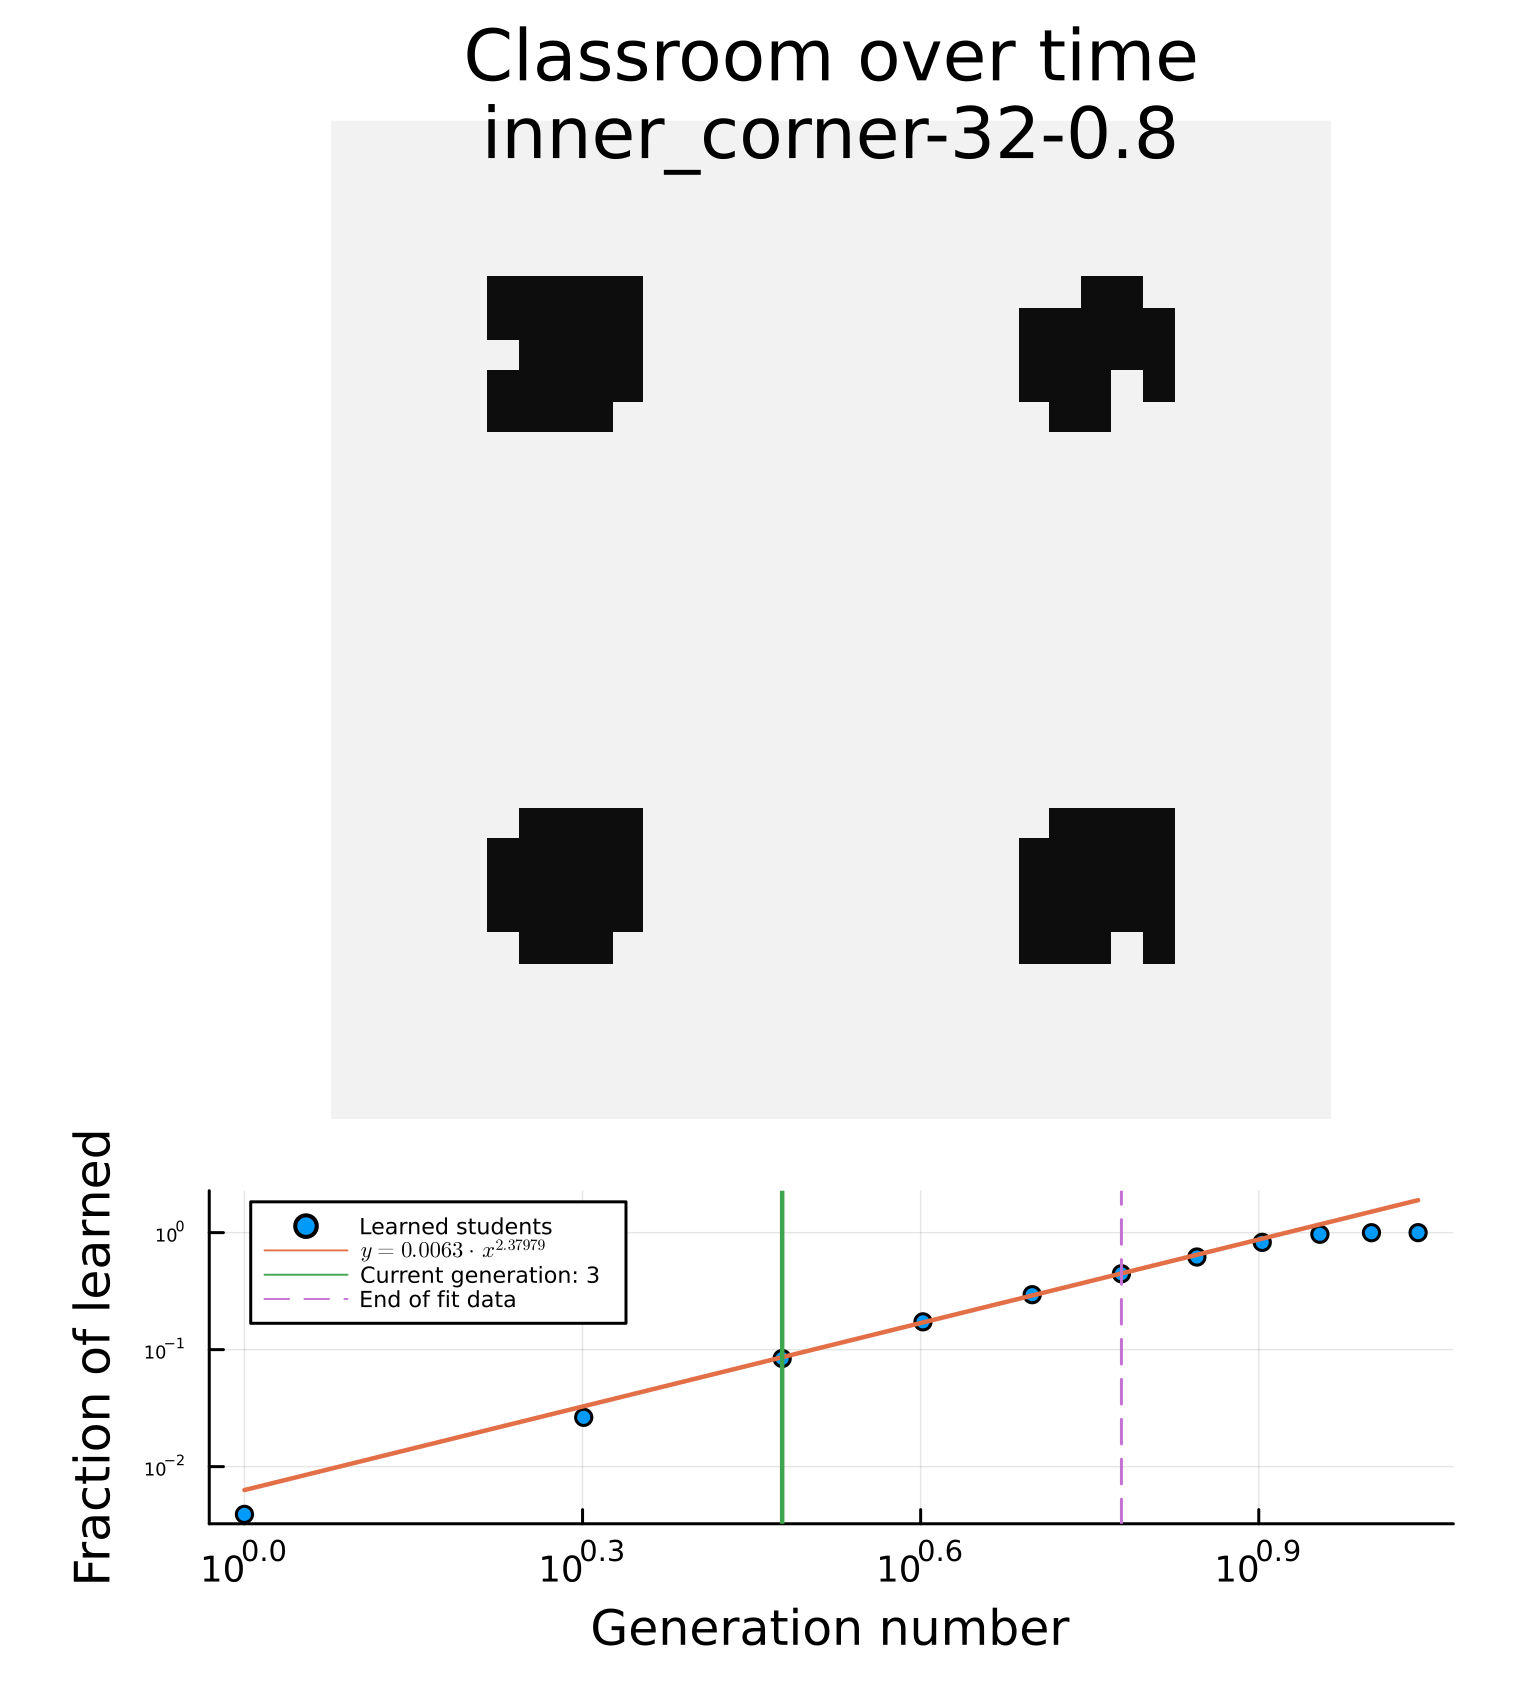 Classroom over time
inner_corner-32-0.8
Fraction of learned
10^0
10^−1
10^−2
Learned students
y = 0.0063 · x^2.37979
Current generation: 3
End of fit data
10^0.0
10^0.3
10^0.6
10^0.9
Generation number